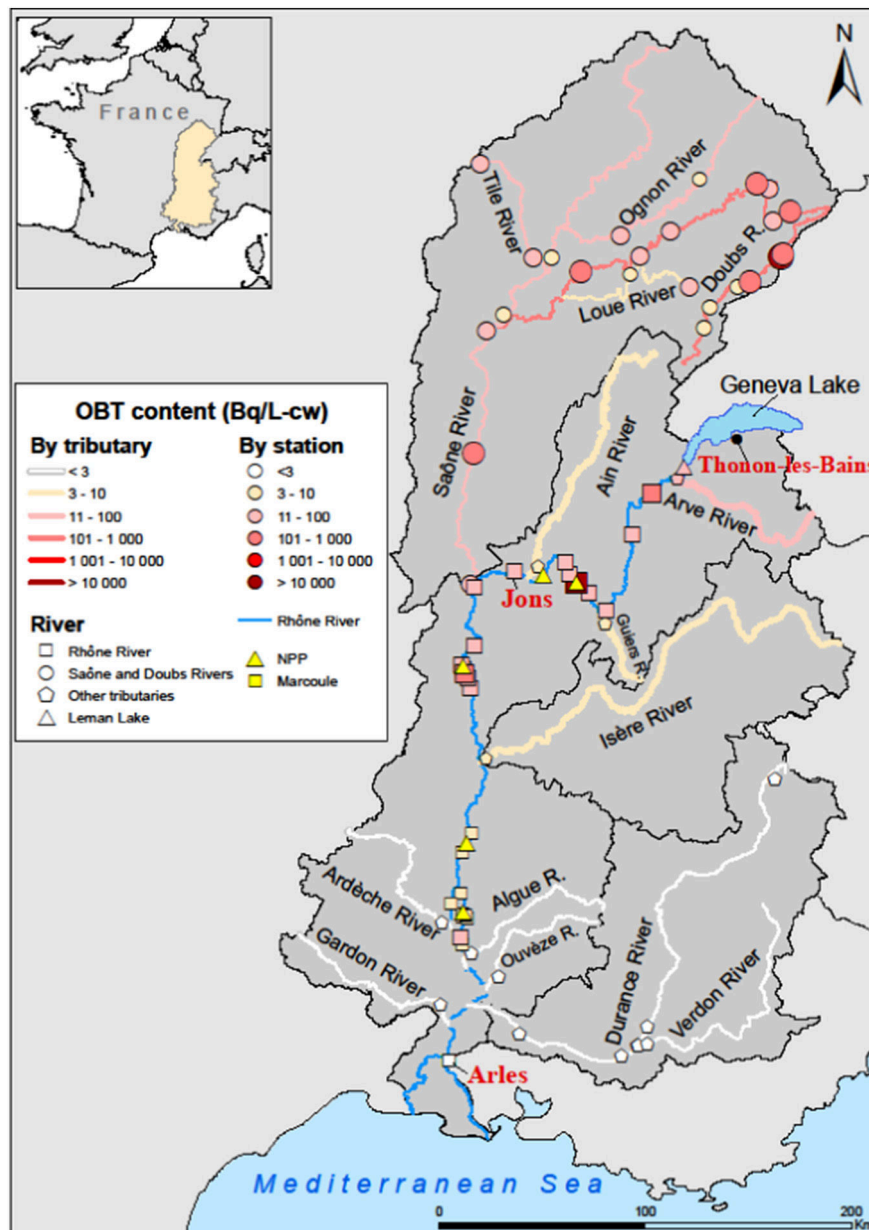 France
N
Tile River
Ognon River
Doubs R.
Loue River
Saône River
Ain River
Geneva Lake
Thonon-les-Bains
Arve River
Jons
Guiers R.
Isère River
OBT content (Bq/L-cw)
By tributary
By station
< 3
<3
3 - 10
3 - 10
11 - 100
11 - 100
101 - 1 000
101 - 1 000
1 001 - 10 000
1 001 - 10 000
> 10 000
> 10 000
River
Rhône River
Rhône River
Saône and Doubs Rivers
NPP
Other tributaries
Marcoule
Leman Lake
Ardèche River
Algue R.
Gardon River
Ouvèze R.
Durance River
Verdon River
Arles
Mediterranean Sea
0
100
200
Km